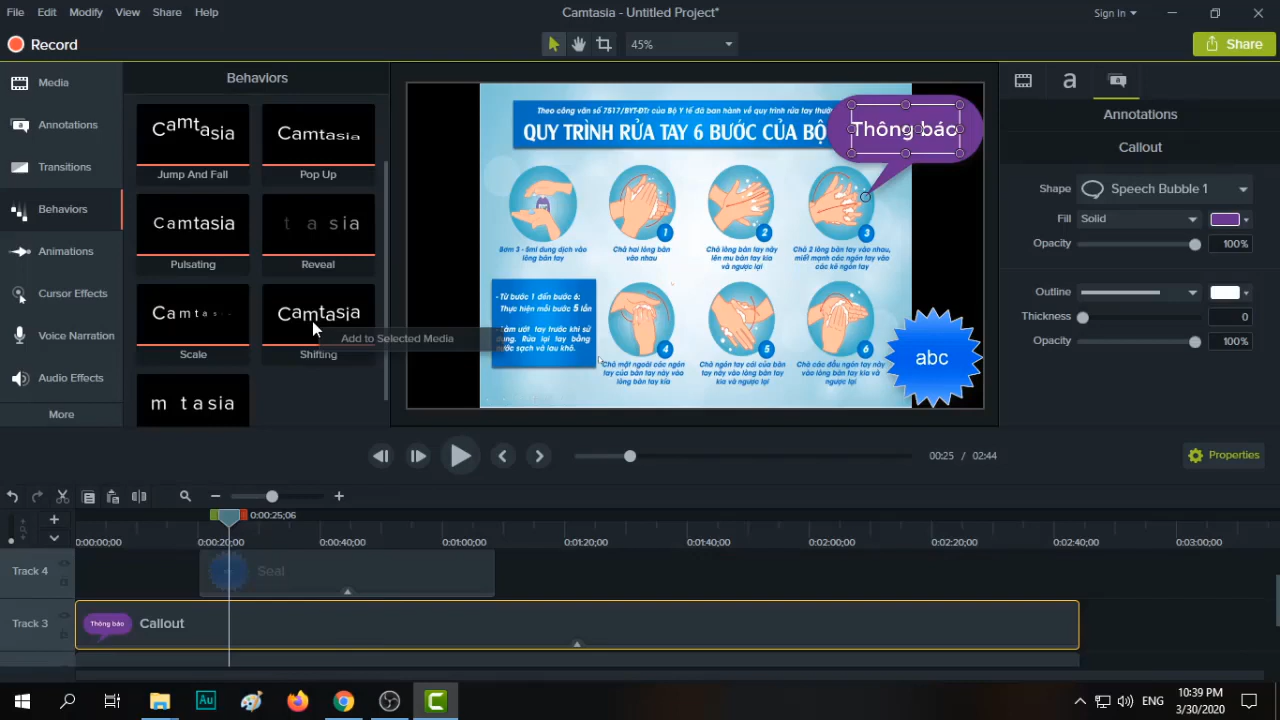 File Edit Modify View Share Help
Camtasia - Untitled Project*
Sign In
Record
45%
Share
Media
Annotations
Transitions
Behaviors
Animations
Cursor Effects
Voice Narration
Audio Effects
More
Behaviors
Camtasia
Camtasia
Jump And Fall
Pop Up
Camtasia
t a s i a
Pulsating
Reveal
Camtas
Camtasia
Scale
Shifting
Add to Selected Media
m t a s i a
Theo công văn số 7517/BYT-ĐTr của Bộ Y tế đã ban hành về quy trình rửa tay thườ
QUY TRÌNH RỬA TAY 6 BƯỚC CỦA BỘ
Thông báo
1
2
3
Bơm 3 - 5ml dung dịch vào
lòng bàn tay
Chà hai lòng bàn
vào nhau
Chà lòng bàn tay này
lên mu bàn tay kia
và ngược lại
Chà 2 lòng bàn tay vào nhau,
miết mạnh các ngón tay vào
các kẽ ngón tay
- Từ bước 1 đến bước 6:
Thực hiện mỗi bước 5 lần
Làm ướt tay trước khi sử
dụng. Rửa lại tay bằng
nước sạch và lau khô.
4
5
6
Chà mặt ngoài các ngón
tay của bàn tay này vào
lòng bàn tay kia
Chà ngón tay cái của bàn
tay này vào lòng bàn tay
kia và ngược lại
Chà các đầu ngón tay này
vào lòng bàn tay kia và
ngược lại
abc
a
Annotations
Callout
Shape
Speech Bubble 1
Fill
Solid
Opacity
100%
Outline
Thickness
0
Opacity
100%
00:25 / 02:44
Properties
0:00:25;06
0:00:00;00
0:00:20;00
0:00:40;00
0:01:00;00
0:01:20;00
0:01:40;00
0:02:00;00
0:02:20;00
0:02:40;00
0:03:00;00
Track 4
Seal
Track 3
Thông báo
Callout
Au
C
ENG
10:39 PM
3/30/2020